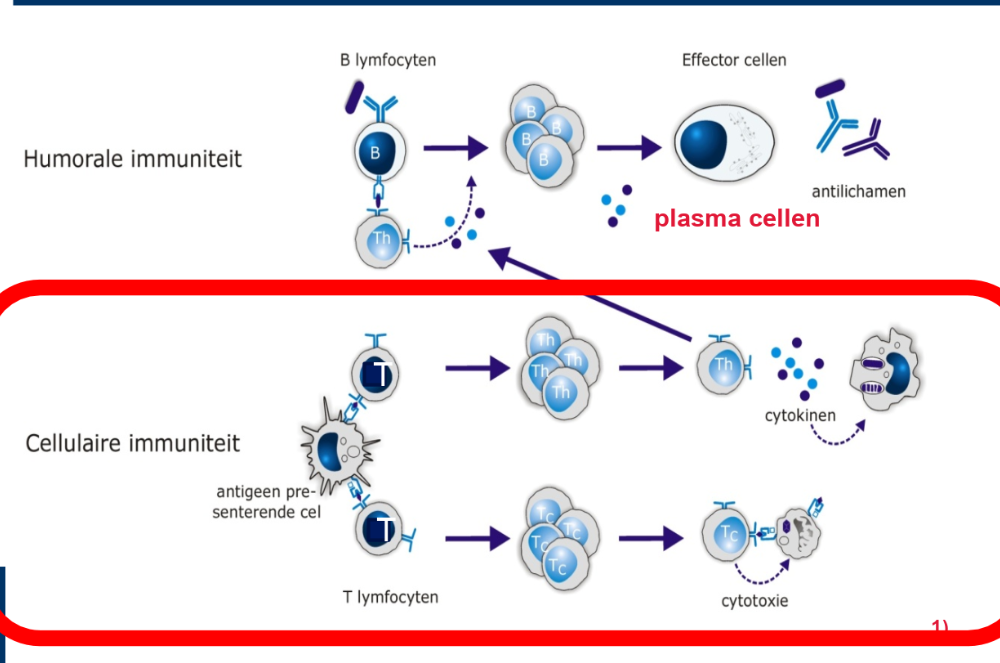 B lymfocyten
Effector cellen
B
B
B
B
B
Humorale immuniteit
antilichamen
plasma cellen
Th
T
Th
Th
Th
Th
Th
cytokinen
Cellulaire immuniteit
antigeen pre-
senterende cel
T
Tc
Tc
Tc
Tc
Tc
T lymfocyten
cytotoxie
1)